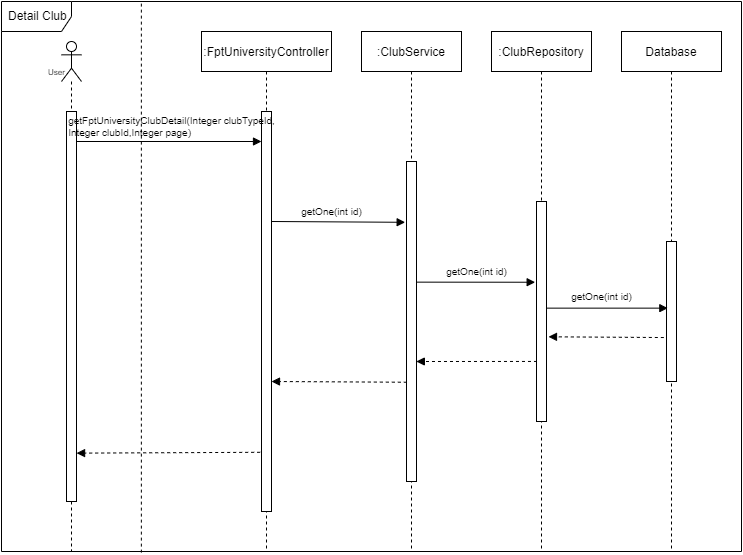 Detail Club
User
:FptUniversityController
:ClubService
:ClubRepository
Database
getFptUniversityClubDetail(Integer clubTypeId,
Integer clubId,Integer page)
getOne(int id)
getOne(int id)
getOne(int id)